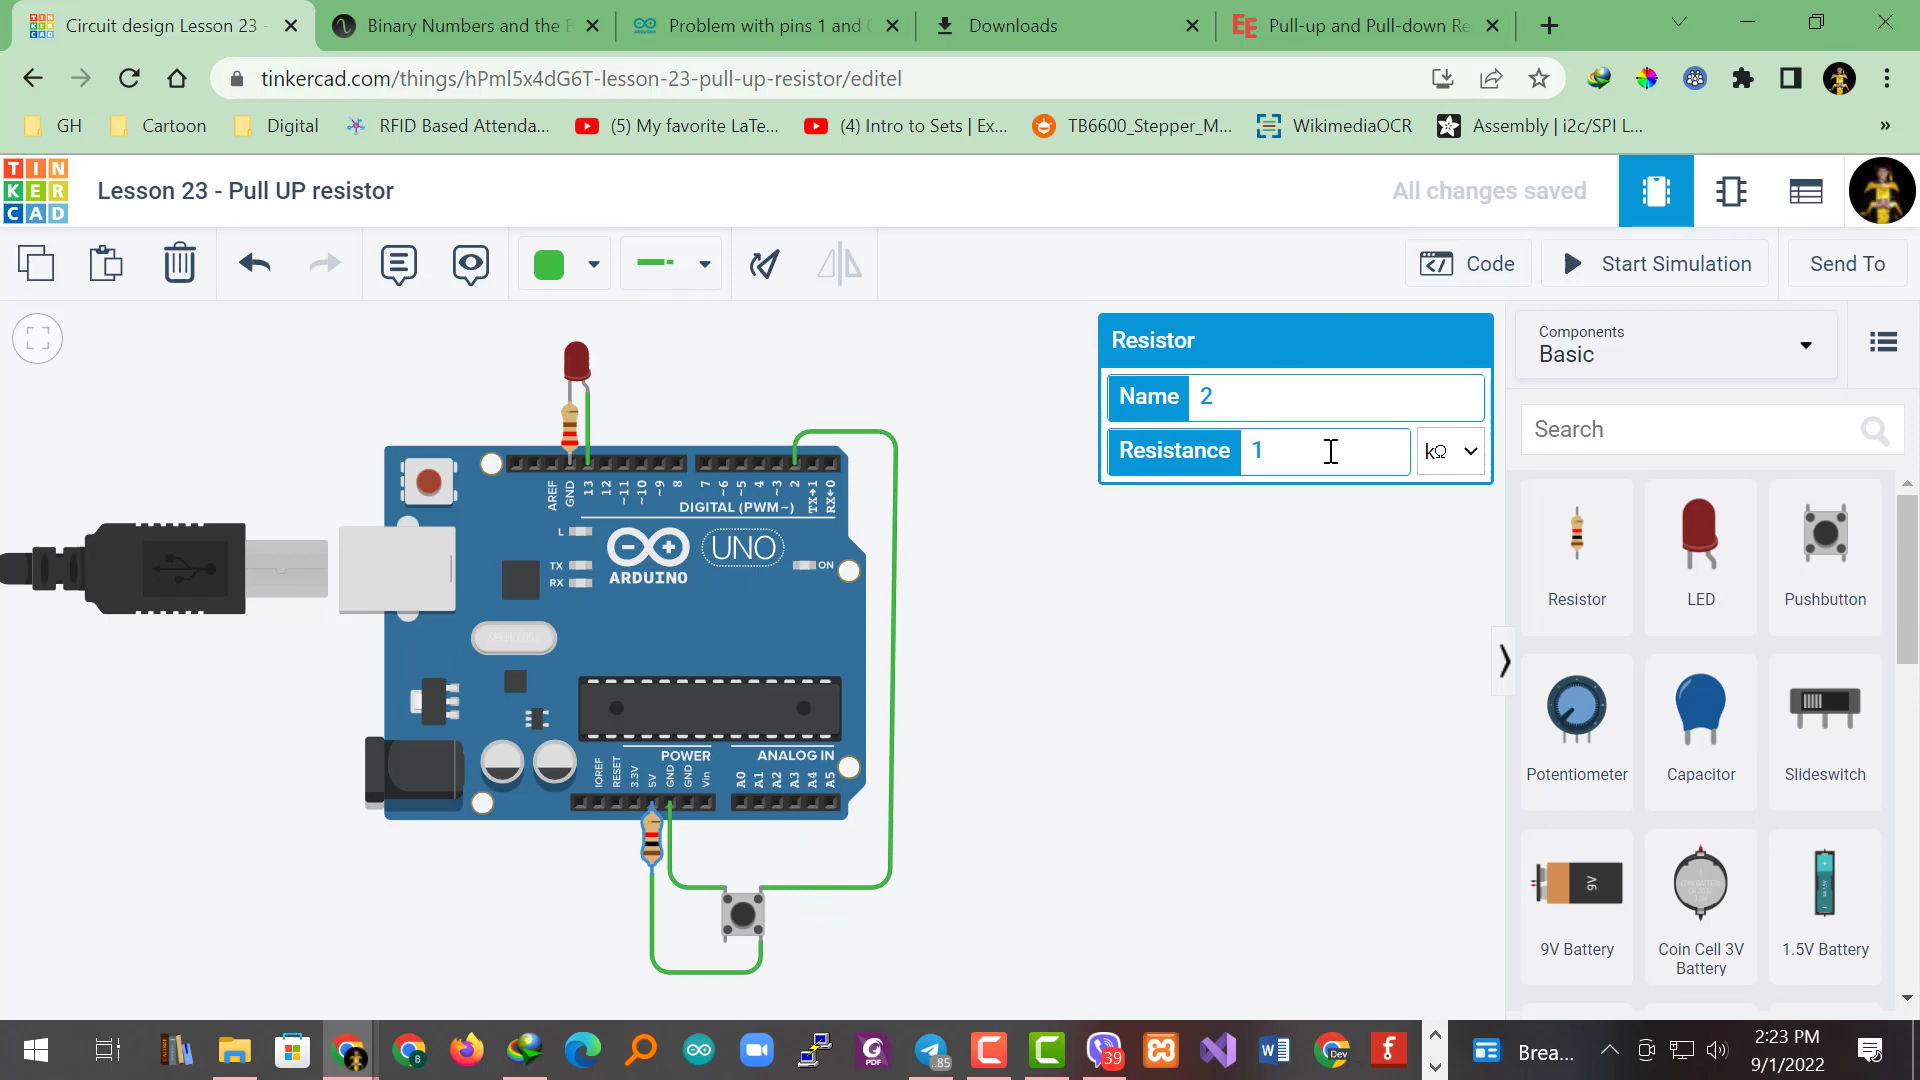 Circuit design Lesson 23 -
Binary Numbers and the B
Problem with pins 1 and
Downloads
Pull-up and Pull-down Re
tinkercad.com/things/hPml5x4dG6T-lesson-23-pull-up-resistor/editel
GH
Cartoon
Digital
RFID Based Attenda...
(5) My favorite LaTe...
(4) Intro to Sets | Ex...
TB6600_Stepper_M...
WikimediaOCR
Assembly | i2c/SPI L...
»
TIN
KER
CAD
Lesson 23 - Pull UP resistor
All changes saved
Code
Start Simulation
Send To
Resistor
Name 2
Resistance 1 kΩ
Components
Basic
Search
Resistor
LED
Pushbutton
Potentiometer
Capacitor
Slideswitch
9V
9V Battery
Coin Cell 3V
Battery
1.5V Battery
AREF
GND
13
12
~11
~10
~9
8
7
~6
~5
4
~3
2
TX→1
RX←0
DIGITAL (PWM~)
L
TX
RX
ARDUINO
UNO
ON
POWER
ANALOG IN
IOREF
RESET
3.3V
5V
GND
GND
Vin
A0
A1
A2
A3
A4
A5
PDF
85
39
Dev
Brea...
2:23 PM
9/1/2022